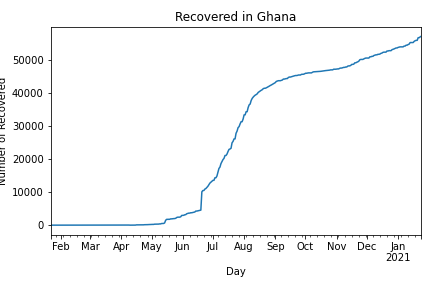 Recovered in Ghana
Number of Recovered
50000
40000
30000
20000
10000
0
Feb Mar Apr May Jun Jul Aug Sep Oct Nov Dec Jan
2021
Day